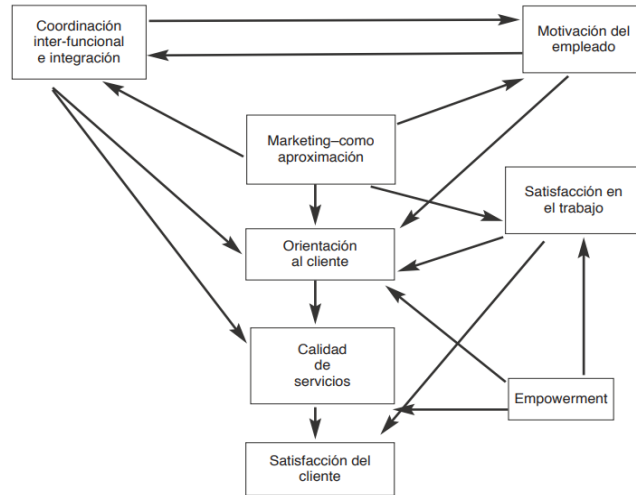 Coordinación
inter-funcional
e integración
Motivación del
empleado
Marketing–como
aproximación
Satisfacción en
el trabajo
Orientación
al cliente
Calidad
de
servicios
Empowerment
Satisfacción del
cliente